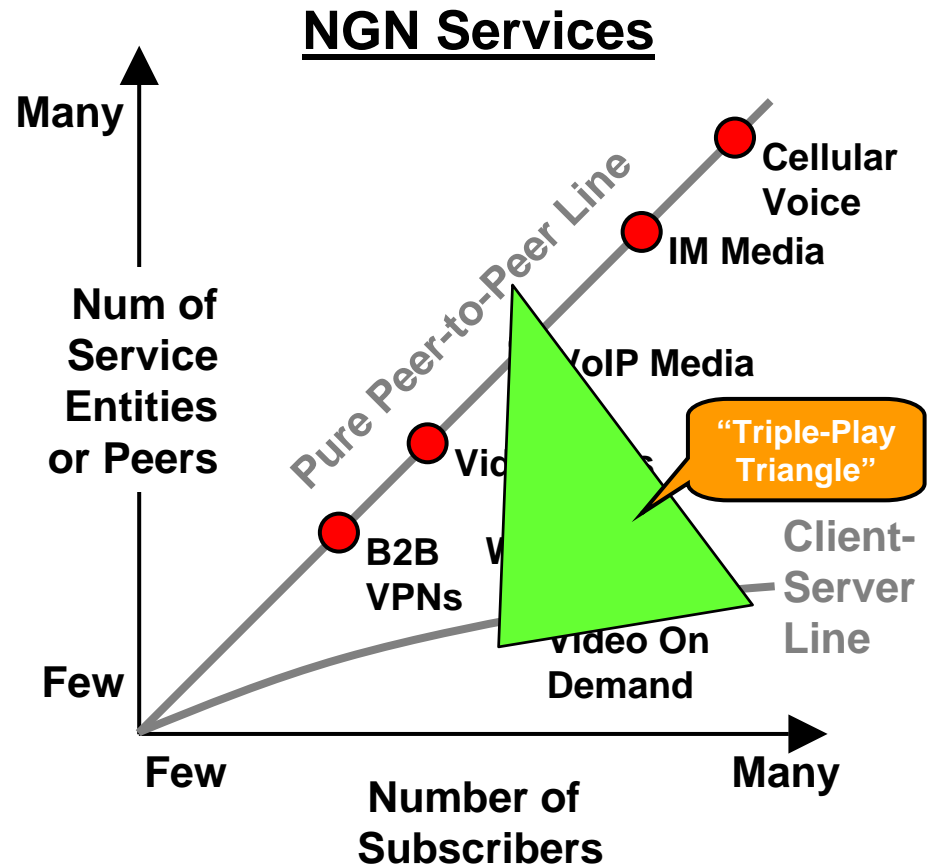 NGN Services
Many
Cellular
Voice
IM Media
Pure Peer-to-Peer Line
Num of
Service
Entities
or Peers
VoIP Media
"Triple-Play
Triangle"
B2B
VPNs
Client-
Server
Line
Video On
Demand
Few
Few
Many
Number of
Subscribers